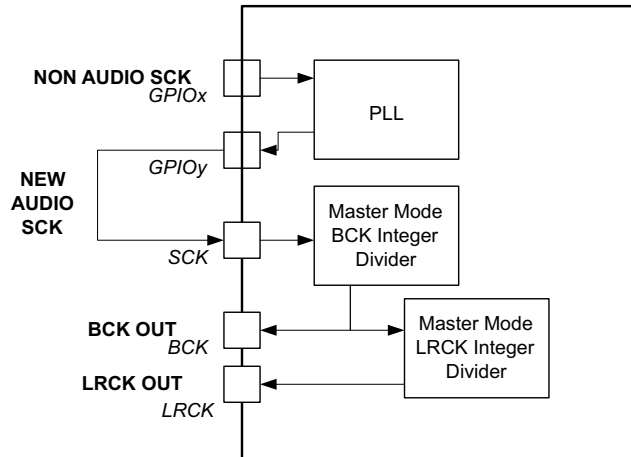 NON AUDIO SCK
GPIOx
PLL
GPIOy
NEW
AUDIO
SCK
SCK
Master Mode
BCK Integer
Divider
BCK OUT
BCK
Master Mode
LRCK Integer
Divider
LRCK OUT
LRCK